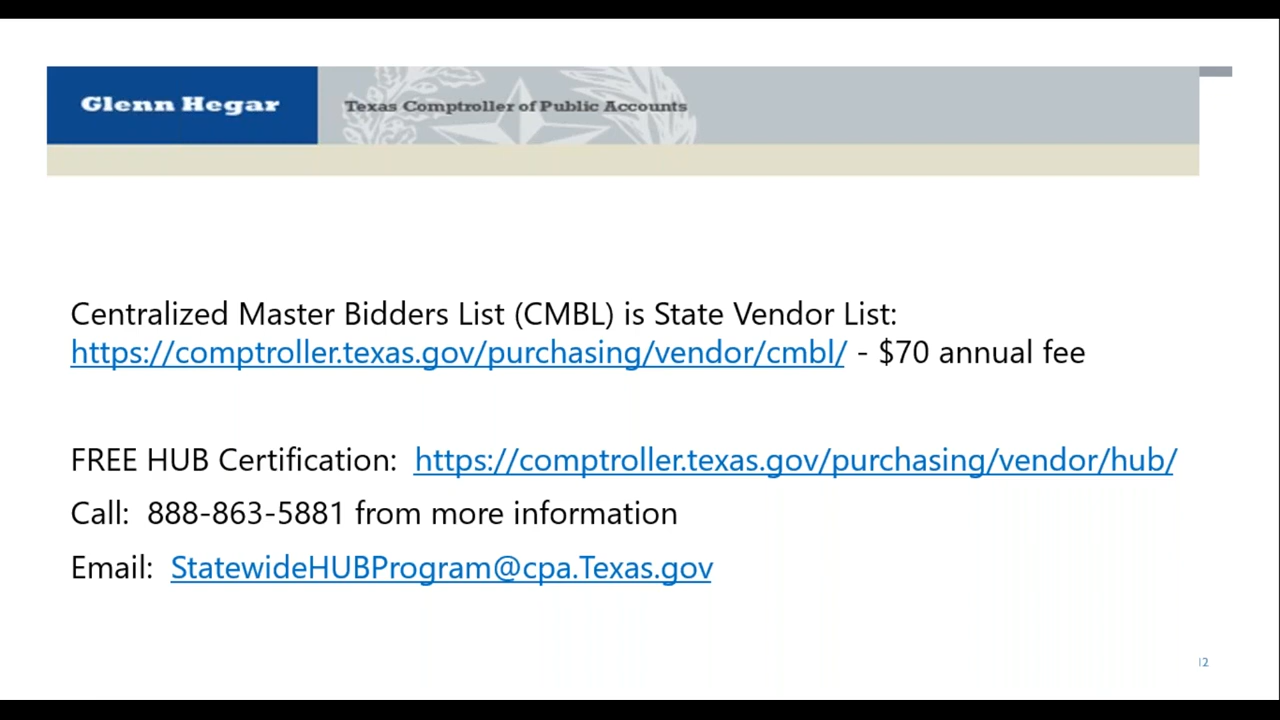 Glenn Hegar
Texas Comptroller of Public Accounts
Centralized Master Bidders List (CMBL) is State Vendor List:
https://comptroller.texas.gov/purchasing/vendor/cmbl/ - $70 annual fee
FREE HUB Certification: https://comptroller.texas.gov/purchasing/vendor/hub/
Call: 888-863-5881 from more information
Email: StatewideHUBProgram@cpa.Texas.gov
12